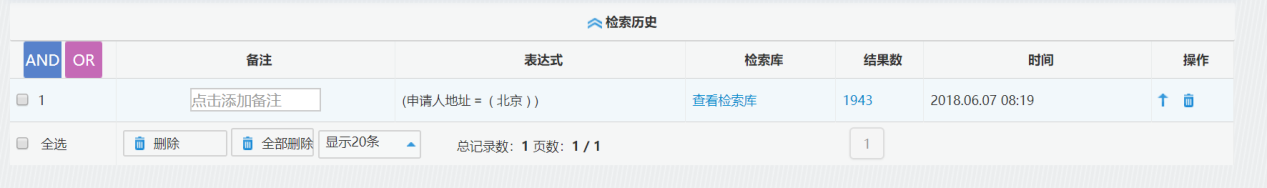 检索历史
AND OR 备注 表达式 检索库 结果数 时间 操作
1 点击添加备注 (申请人地址 = ( 北京 ) ) 查看检索库 1943 2018.06.07 08:19
全选 删除 全部删除 显示20条 总记录数: 1 页数: 1 / 1 1